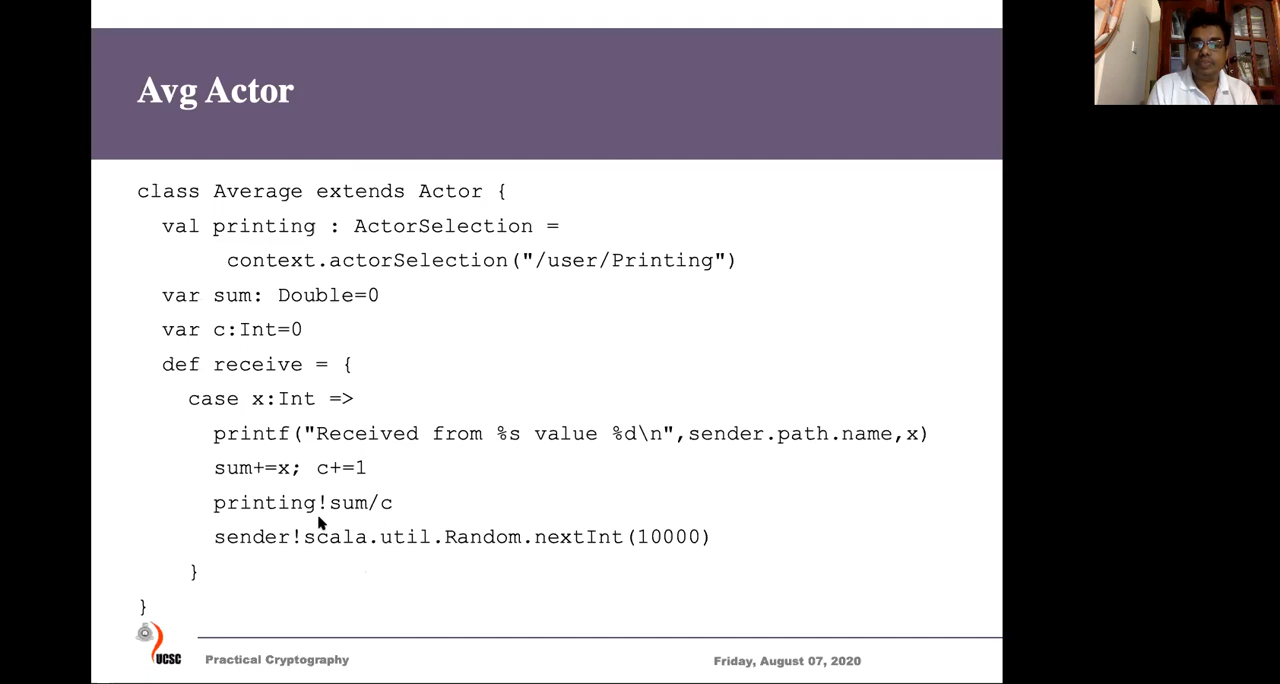 Avg Actor
class Average extends Actor {
val printing : ActorSelection =
context.actorSelection("/user/Printing")
var sum: Double=0
var c:Int=0
def receive = {
case x:Int =>
printf("Received from %s value %d\n",sender.path.name,x)
sum+=x; c+=1
printing!sum/c
sender!scala.util.Random.nextInt(10000)
}
}
UCSC
Practical Cryptography
Friday, August 07, 2020